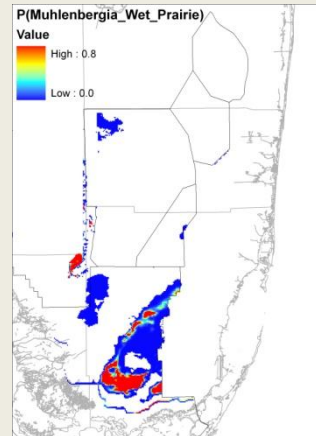 P(Muhlenbergia_Wet_Prairie)
Value
High : 0.8
Low : 0.0